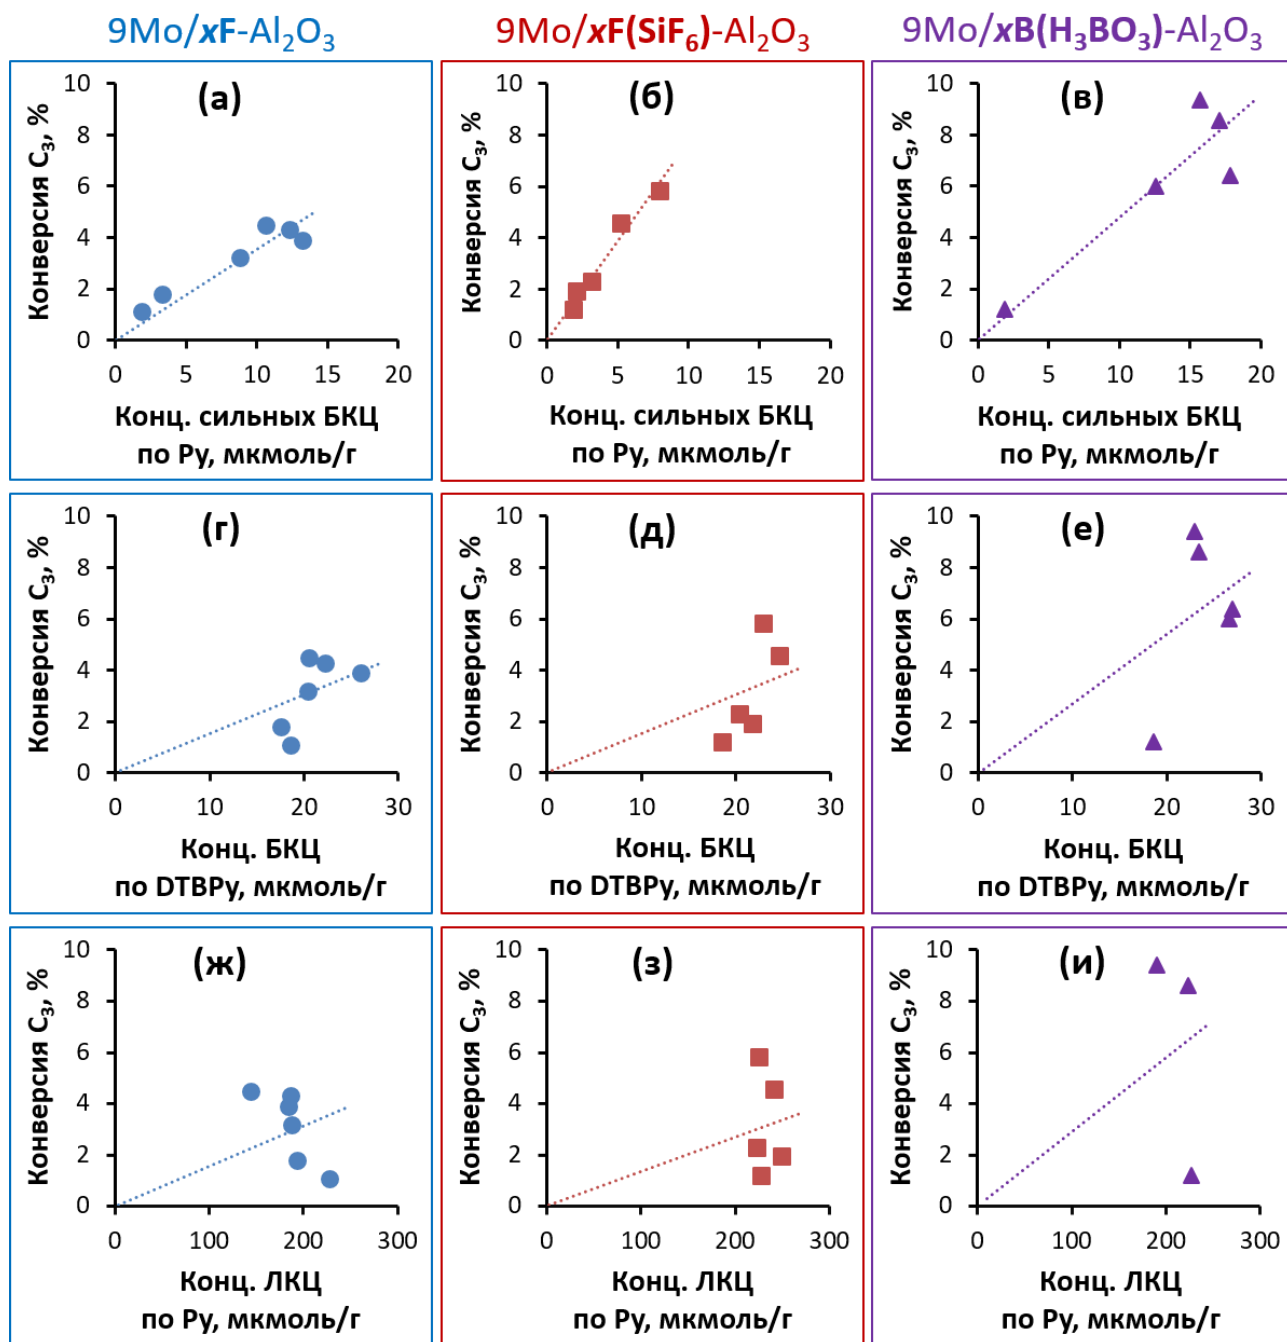 9Mo/xF-Al₂O₃
9Mo/xF(SiF₆)-Al₂O₃
9Mo/xB(H₃BO₃)-Al₂O₃
(а)
Конверсия C₃, %
10
8
6
4
2
0
0 5 10 15 20
Конц. сильных БКЦ
по Py, мкмоль/г
(б)
Конверсия C₃, %
10
8
6
4
2
0
0 5 10 15 20
Конц. сильных БКЦ
по Py, мкмоль/г
(в)
Конверсия C₃, %
10
8
6
4
2
0
0 5 10 15 20
Конц. сильных БКЦ
по Py, мкмоль/г
(г)
Конверсия C₃, %
10
8
6
4
2
0
0 10 20 30
Конц. БКЦ
по DTBPy, мкмоль/г
(д)
Конверсия C₃, %
10
8
6
4
2
0
0 10 20 30
Конц. БКЦ
по DTBPy, мкмоль/г
(е)
Конверсия C₃, %
10
8
6
4
2
0
0 10 20 30
Конц. БКЦ
по DTBPy, мкмоль/г
(ж)
Конверсия C₃, %
10
8
6
4
2
0
0 100 200 300
Конц. ЛКЦ
по Py, мкмоль/г
(з)
Конверсия C₃, %
10
8
6
4
2
0
0 100 200 300
Конц. ЛКЦ
по Py, мкмоль/г
(и)
Конверсия C₃, %
10
8
6
4
2
0
0 100 200 300
Конц. ЛКЦ
по Py, мкмоль/г